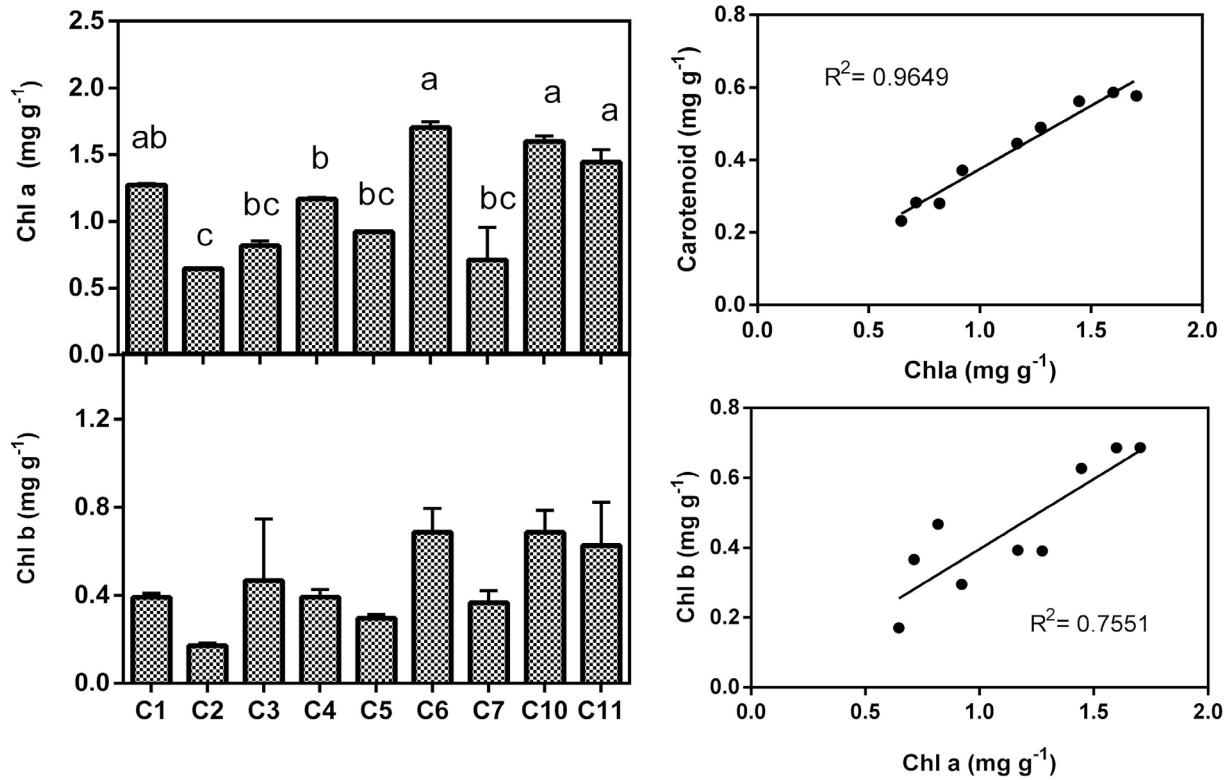 2.5
2.0
1.5
1.0
0.5
0.0
Chl a (mg g-1)
ab
c
bc
b
bc
a
bc
a
a
1.2
0.8
0.4
0.0
Chl b (mg g-1)
C1 C2 C3 C4 C5 C6 C7 C10 C11
0.8
0.6
0.4
0.2
0.0
Carotenoid (mg g-1)
R2= 0.9649
0.0 0.5 1.0 1.5 2.0
Chla (mg g-1)
0.8
0.6
0.4
0.2
0.0
Chl b (mg g-1)
R2= 0.7551
0.0 0.5 1.0 1.5 2.0
Chl a (mg g-1)